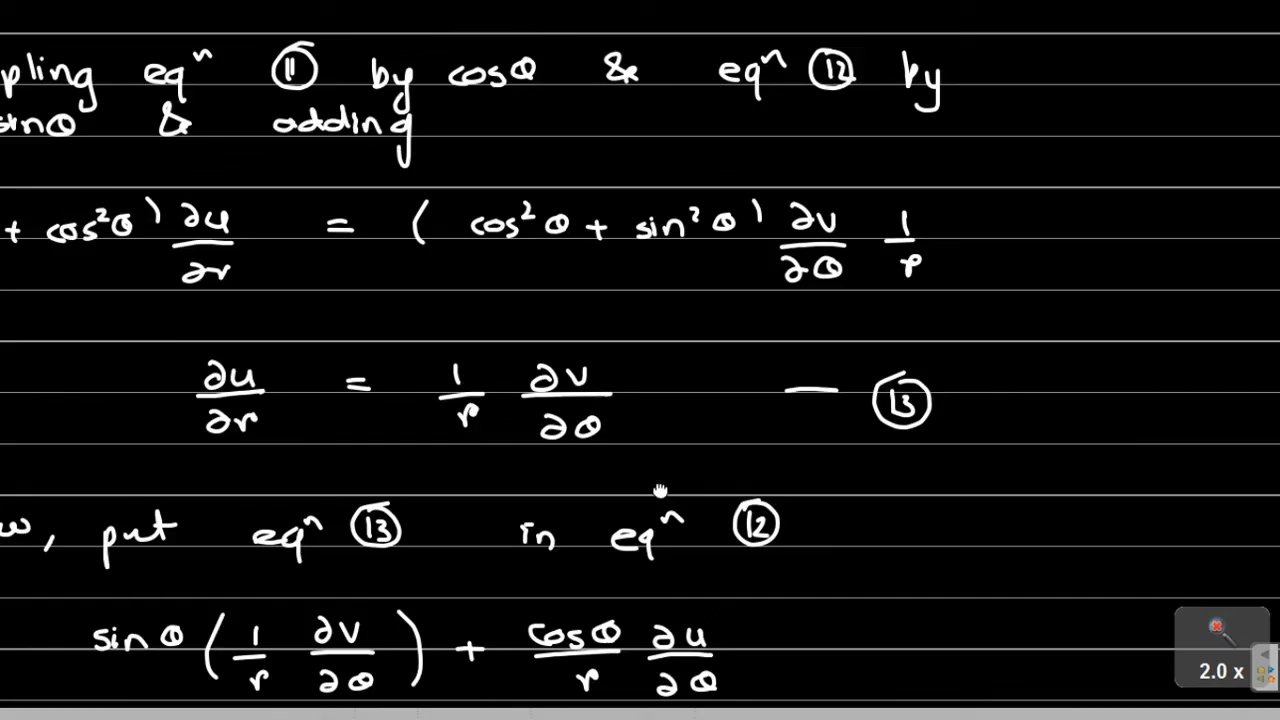 pling eqⁿ ⑪ by cosθ & eqⁿ ⑫ by
sinθ & adding
+ cos²θ) ∂u/∂r = (cos²θ + sin²θ) ∂v/∂θ 1/r
∂u/∂r = 1/r ∂v/∂θ — ⑬
w, put eqⁿ ⑬ in eqⁿ ⑫
sin θ (1/r ∂v/∂θ) + cosθ/r ∂u/∂θ
2.0 x